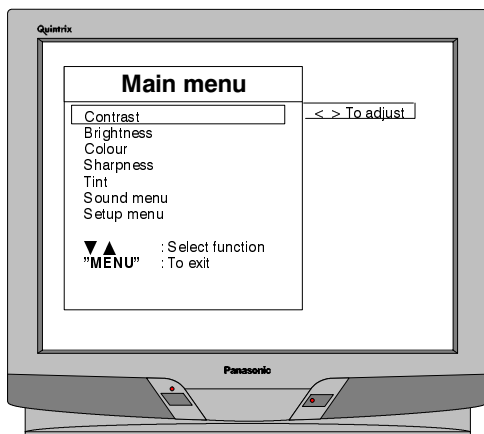 Quintrix
Main menu
Contrast
< > To adjust
Brightness
Colour
Sharpness
Tint
Sound menu
Setup menu
▼ ▲ : Select function
"MENU" : To exit
Panasonic